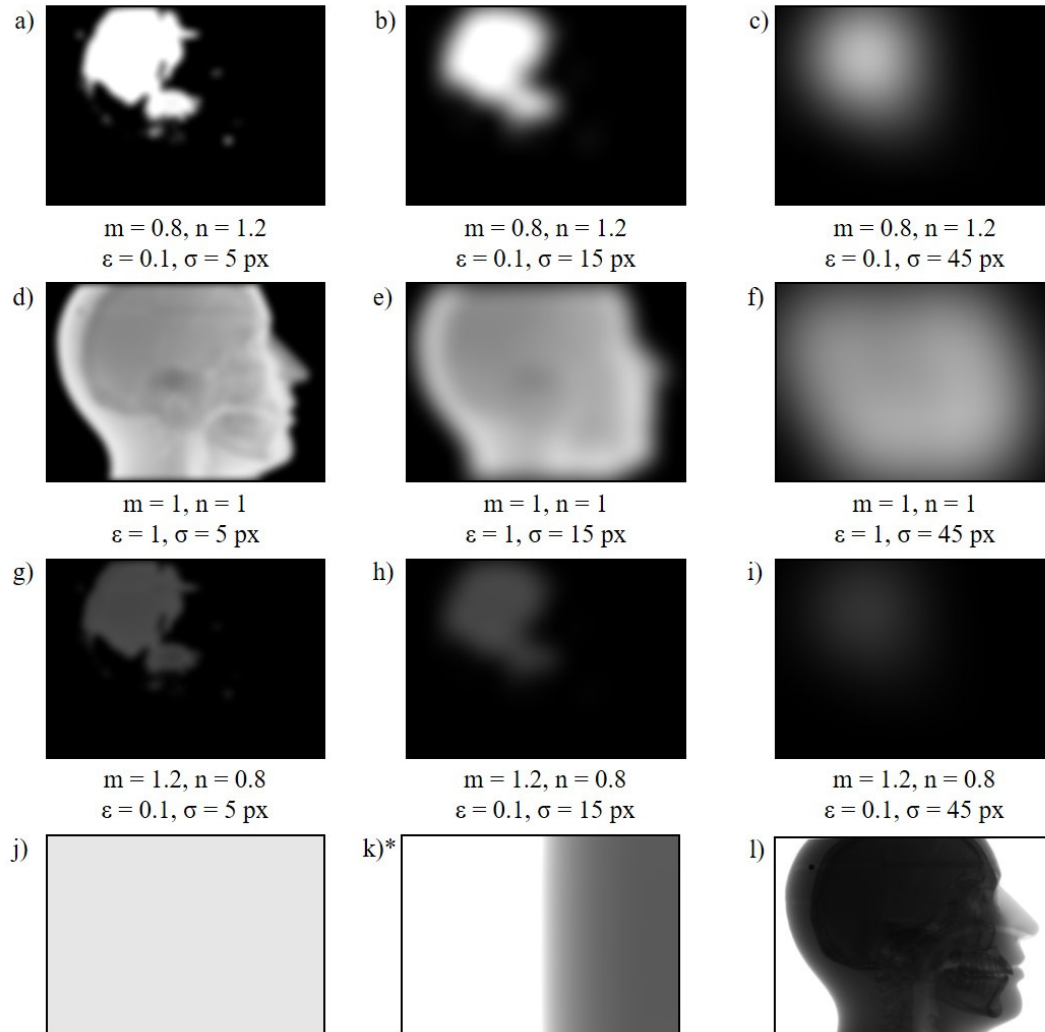 a)
b)
c)
m = 0.8, n = 1.2
ε = 0.1, σ = 5 px
m = 0.8, n = 1.2
ε = 0.1, σ = 15 px
m = 0.8, n = 1.2
ε = 0.1, σ = 45 px
d)
e)
f)
m = 1, n = 1
ε = 1, σ = 5 px
m = 1, n = 1
ε = 1, σ = 15 px
m = 1, n = 1
ε = 1, σ = 45 px
g)
h)
i)
m = 1.2, n = 0.8
ε = 0.1, σ = 5 px
m = 1.2, n = 0.8
ε = 0.1, σ = 15 px
m = 1.2, n = 0.8
ε = 0.1, σ = 45 px
j)
k)*
l)